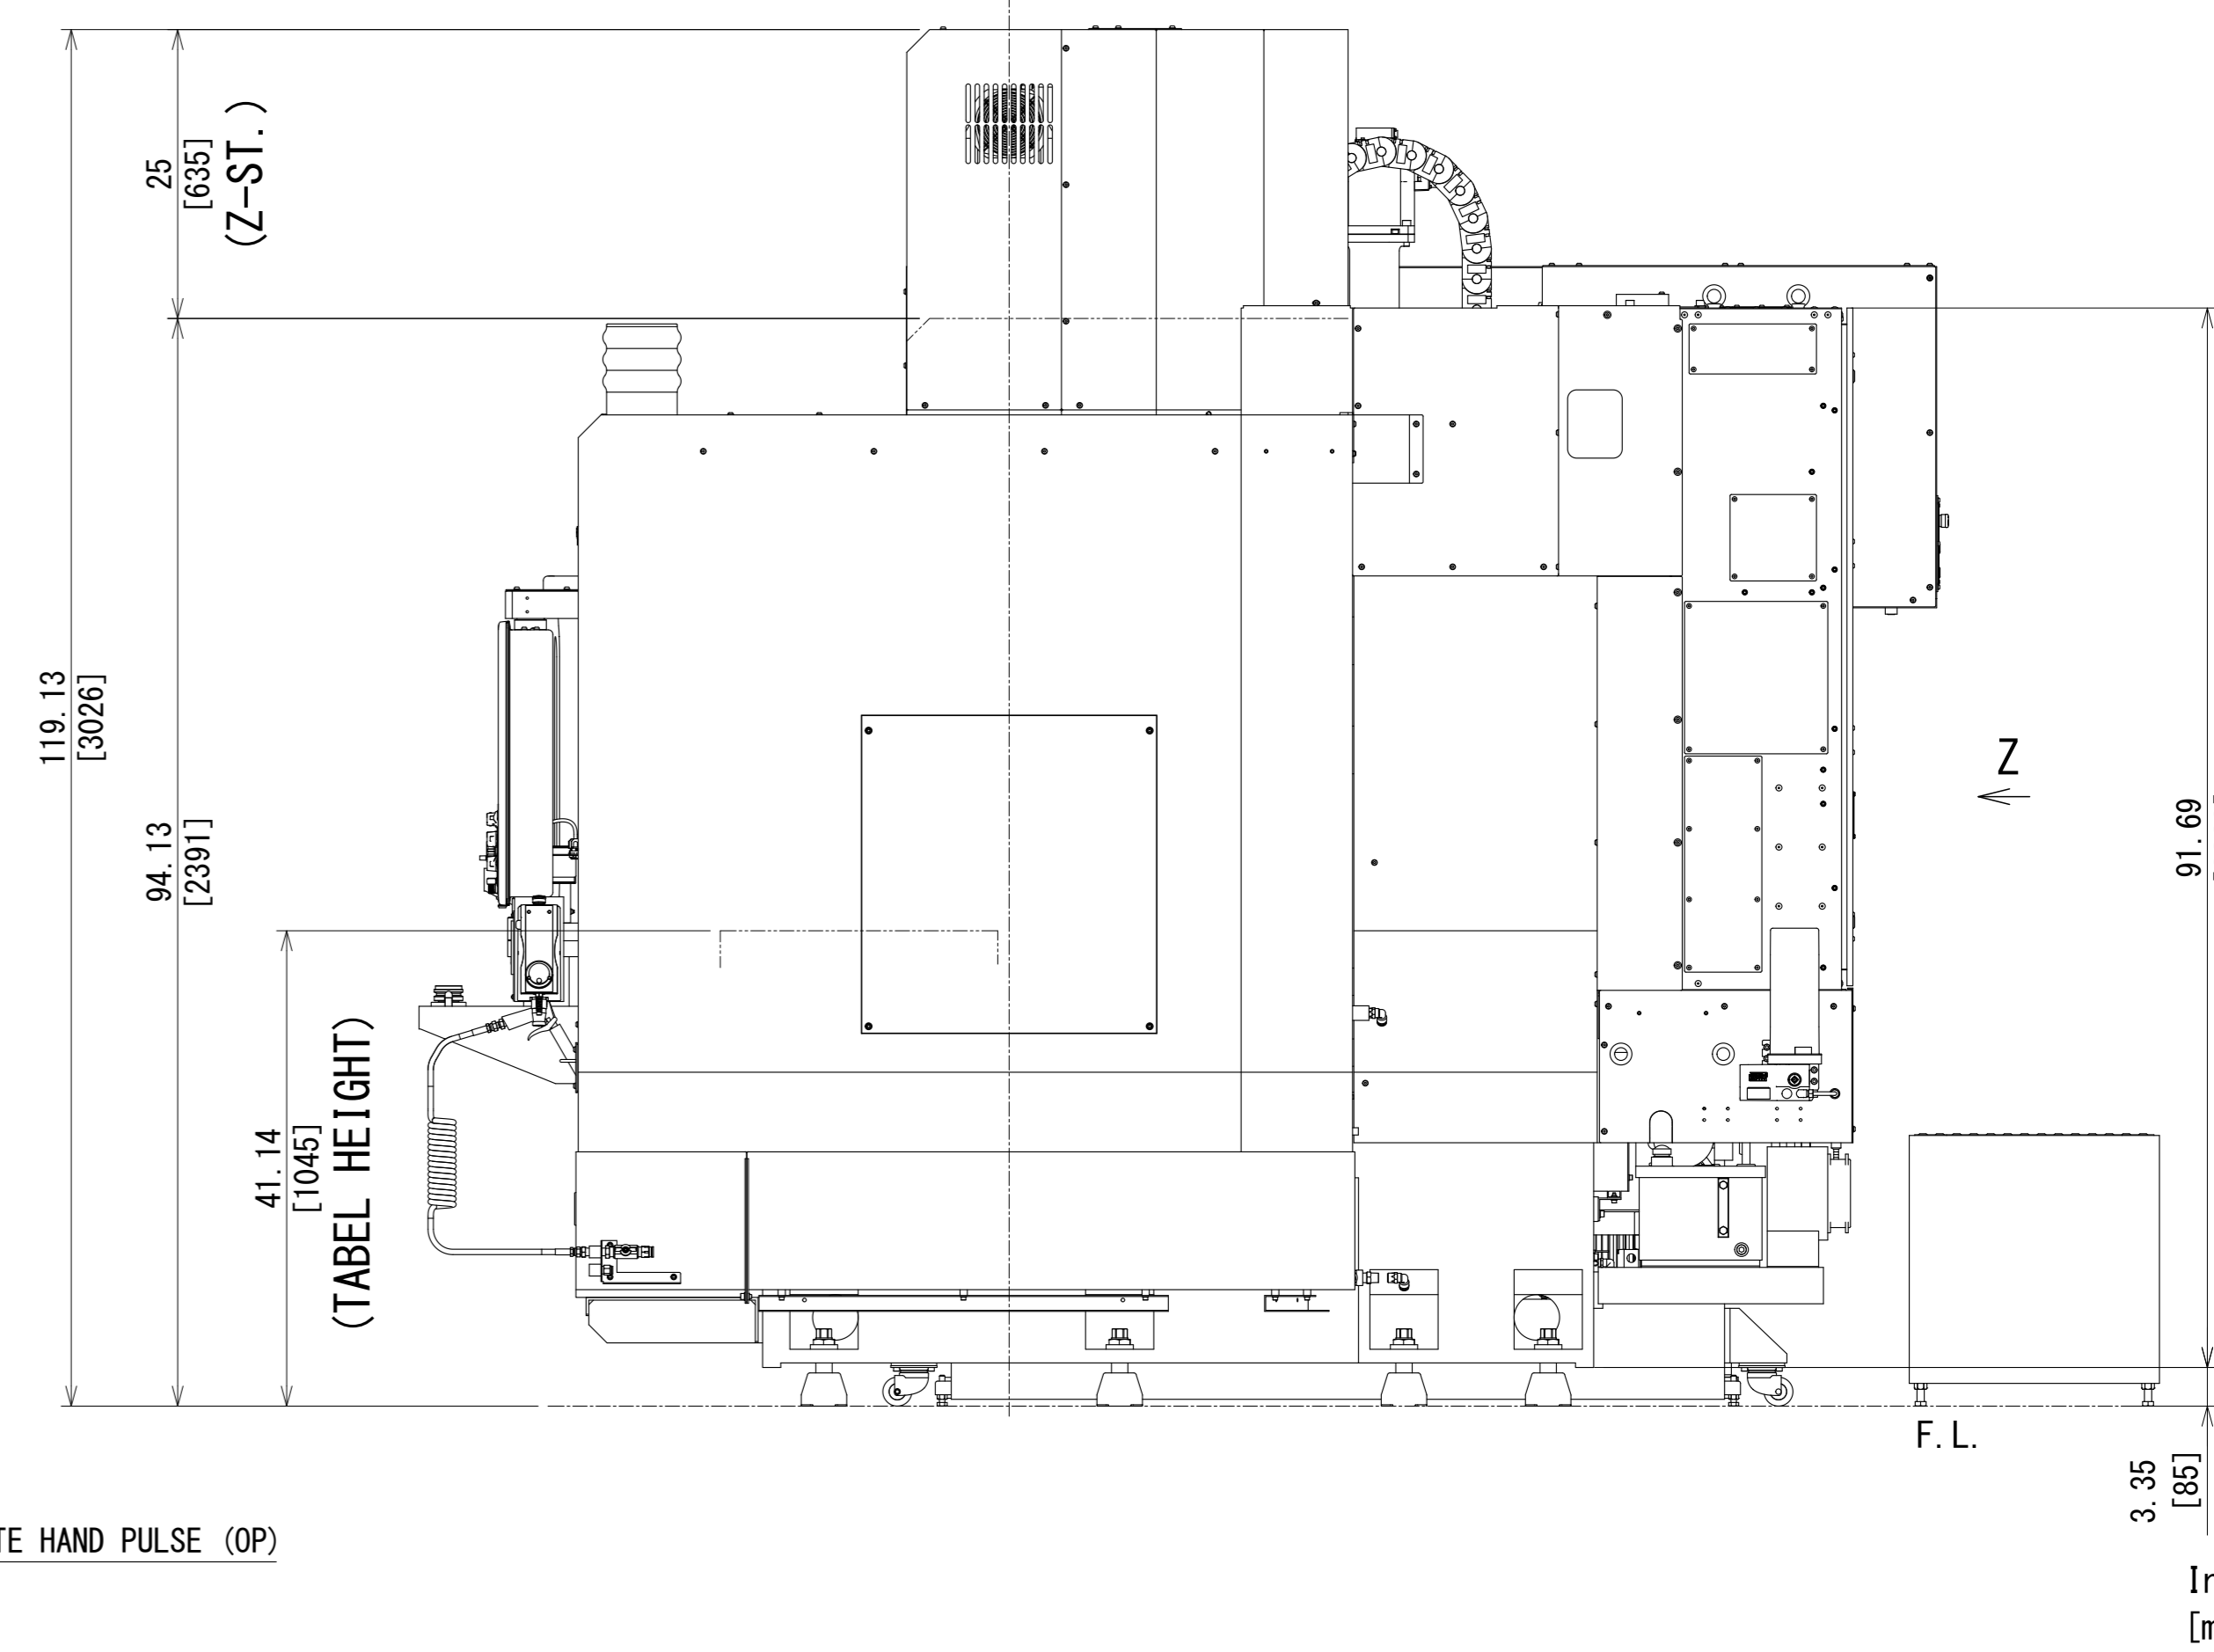 25
[635]
(Z-ST.)
119.13
[3026]
94.13
[2391]
Z
91.69
41.14
[1045]
(TABEL HEIGHT)
F.L.
3.35
[85]
HAND PULSE (OP)